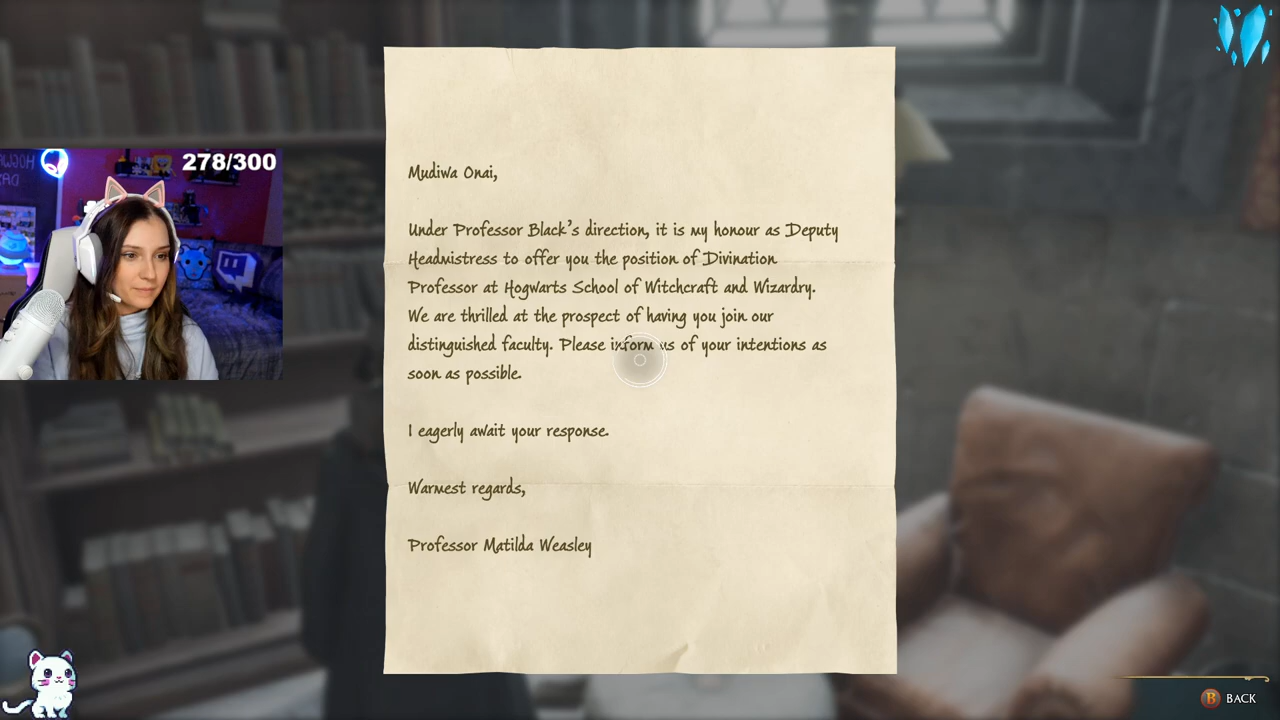 278/300
Mudiwa Onai,
Under Professor Black's direction, it is my honour as Deputy
Headmistress to offer you the position of Divination
Professor at Hogwarts School of Witchcraft and Wizardry.
We are thrilled at the prospect of having you join our
distinguished faculty. Please inform us of your intentions as
soon as possible.
I eagerly await your response.
Warmest regards,
Professor Matilda Weasley
B BACK